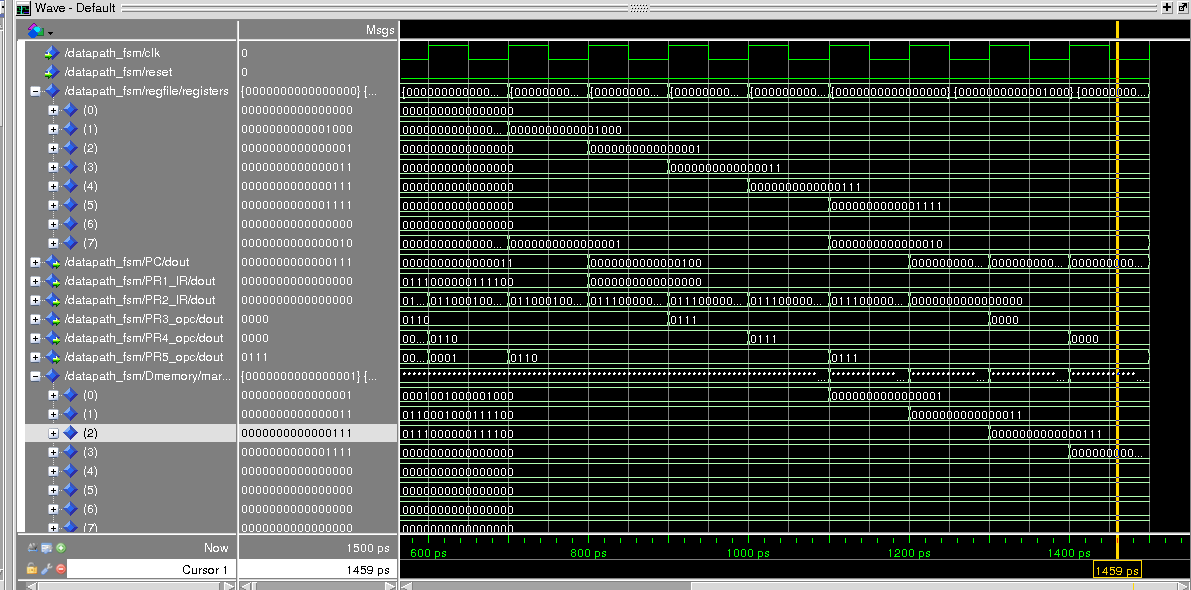 Wave - Default
Msgs
/datapath_fsm/clk 0
/datapath_fsm/reset 0
/datapath_fsm/regfile/registers {0000000000000000} {... {000000000000... {00000000... {00000000... {00000000... {00000000... {0000000000000000} {0000000000001000} {00000000...
(0) 0000000000000000 0000000000000000
(1) 0000000000001000 000000000000... 0000000000001000
(2) 0000000000000001 0000000000000000 0000000000000001
(3) 0000000000000011 0000000000000000 0000000000000011
(4) 0000000000000111 0000000000000000 0000000000000111
(5) 0000000000001111 0000000000000000 0000000000001111
(6) 0000000000000000 0000000000000000
(7) 0000000000000010 000000000000... 0000000000000001 0000000000000010
/datapath_fsm/PC/dout 0000000000000111 0000000000000011 0000000000000100 000000000... 000000000... 000000000...
/datapath_fsm/PR1_IR/dout 0000000000000000 0111000000111100 0000000000000000
/datapath_fsm/PR2_IR/dout 0000000000000000 01... 011000100... 011000100... 011100000... 011100000... 011100000... 011100000... 0000000000000000
/datapath_fsm/PR3_opc/dout 0000 0110 0111 0000
/datapath_fsm/PR4_opc/dout 0000 00... 0110 0111 0000
/datapath_fsm/PR5_opc/dout 0111 00... 0001 0110 0111
/datapath_fsm/Dmemory/mar... {0000000000000001} {...
(0) 0000000000000001 0001001000001000 0000000000000001
(1) 0000000000000011 0110001000111100 0000000000000011
(2) 0000000000000111 0111000000111100 0000000000000111
(3) 0000000000001111 0000000000000000 000000000...
(4) 0000000000000000 0000000000000000
(5) 0000000000000000 0000000000000000
(6) 0000000000000000 0000000000000000
(7) 0000000000000000 0000000000000000
Now 1500 ps 600 ps 800 ps 1000 ps 1200 ps 1400 ps
Cursor 1 1459 ps 1459 ps